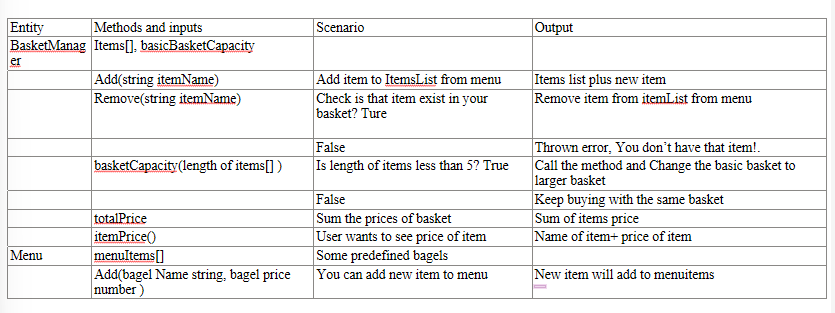 Entity Methods and inputs Scenario Output
BasketManag Items[], basicBasketCapacity
er
Add(string itemName) Add item to ItemsList from menu Items list plus new item
Remove(string itemName) Check is that item exist in your Remove item from itemList from menu
basket? Ture
False Thrown error, You don't have that item!.
basketCapacity(length of items[] ) Is length of items less than 5? True Call the method and Change the basic basket to
larger basket
False Keep buying with the same basket
totalPrice Sum the prices of basket Sum of items price
itemPrice() User wants to see price of item Name of item+ price of item
Menu menuItems[] Some predefined bagels
Add(bagel Name string, bagel price You can add new item to menu New item will add to menuitems
number )